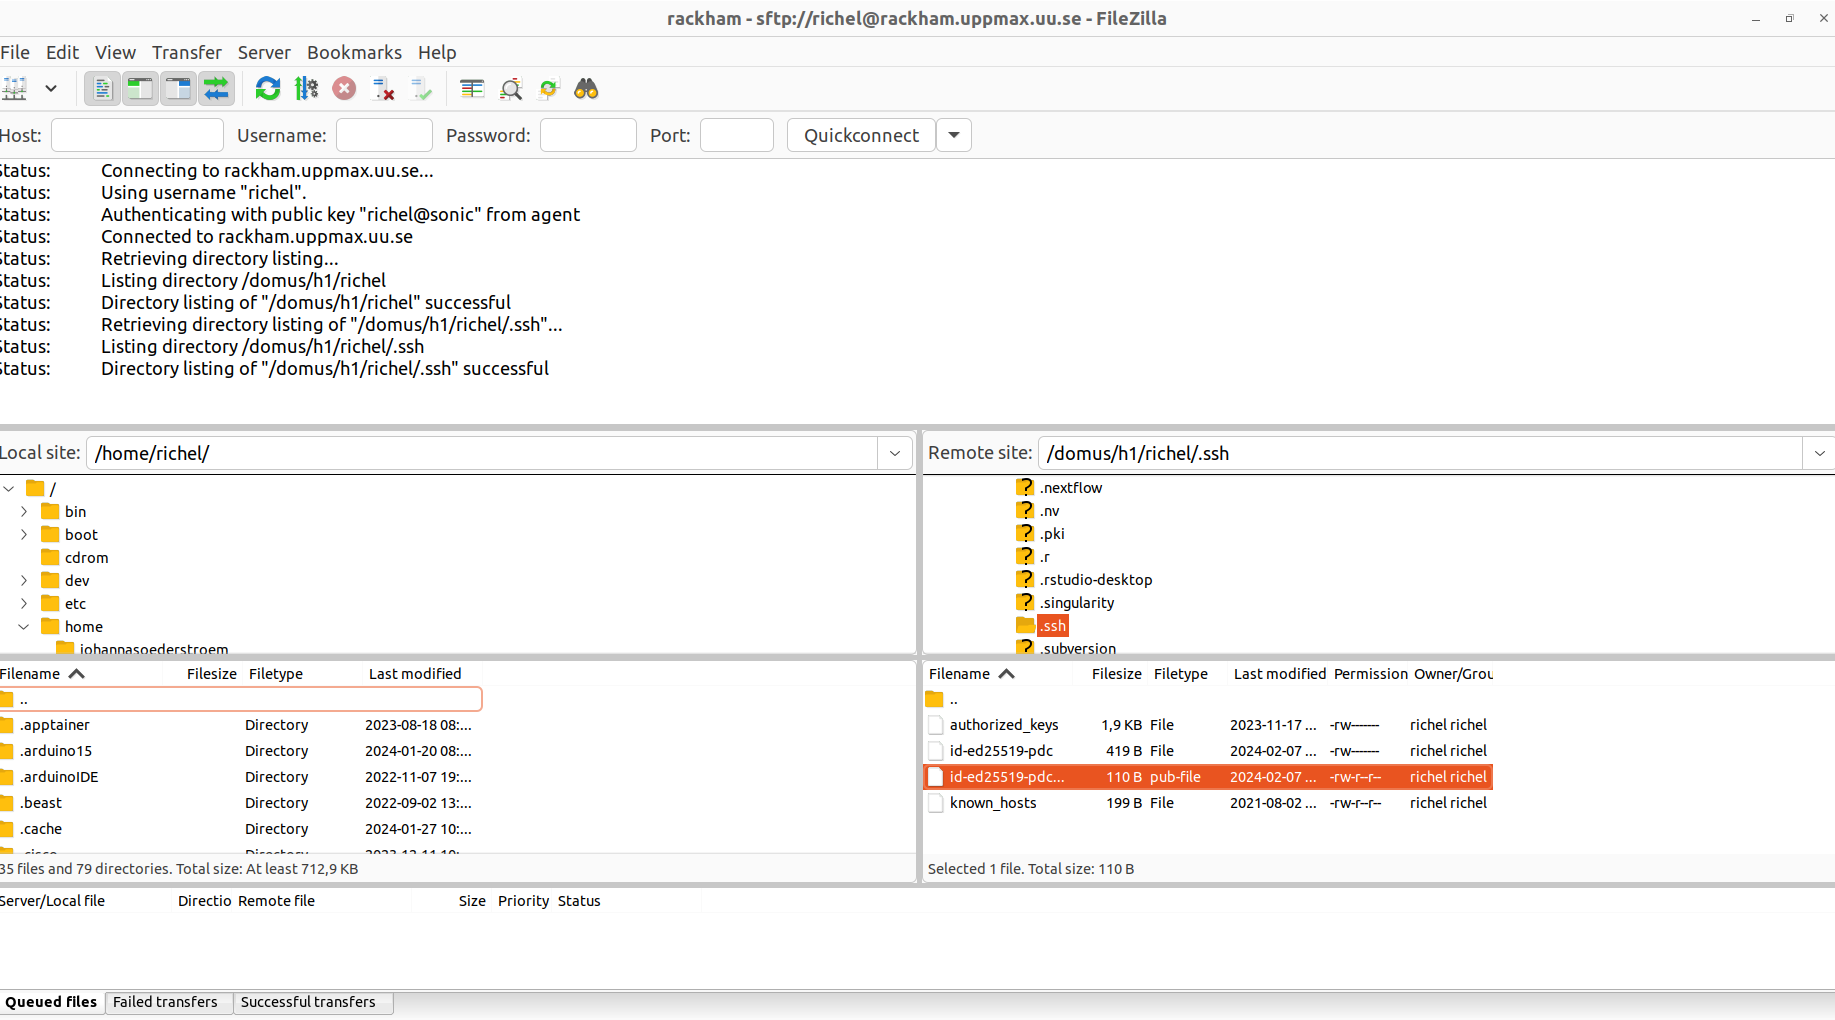 rackham - sftp://richel@rackham.uppmax.uu.se - FileZilla
File Edit View Transfer Server Bookmarks Help
Host: Username: Password: Port: Quickconnect
Status: Connecting to rackham.uppmax.uu.se...
Status: Using username "richel".
Status: Authenticating with public key "richel@sonic" from agent
Status: Connected to rackham.uppmax.uu.se
Status: Retrieving directory listing...
Status: Listing directory /domus/h1/richel
Status: Directory listing of "/domus/h1/richel" successful
Status: Retrieving directory listing of "/domus/h1/richel/.ssh"...
Status: Listing directory /domus/h1/richel/.ssh
Status: Directory listing of "/domus/h1/richel/.ssh" successful
Local site: /home/richel/
/
bin
boot
cdrom
dev
etc
home
johannasoederstroem
Filename Filesize Filetype Last modified
..
.apptainer Directory 2023-08-18 08:...
.arduino15 Directory 2024-01-20 08:...
.arduinoIDE Directory 2022-11-07 19:...
.beast Directory 2022-09-02 13:...
.cache Directory 2024-01-27 10:...
.cisco Directory 2023-12-11 10:...
35 files and 79 directories. Total size: At least 712,9 KB
Remote site: /domus/h1/richel/.ssh
.nextflow
.nv
.pki
.r
.rstudio-desktop
.singularity
.ssh
.subversion
Filename Filesize Filetype Last modified Permission Owner/Grou
..
authorized_keys 1,9 KB File 2023-11-17 ... -rw------- richel richel
id-ed25519-pdc 419 B File 2024-02-07 ... -rw------- richel richel
id-ed25519-pdc... 110 B pub-file 2024-02-07 ... -rw-r--r-- richel richel
known_hosts 199 B File 2021-08-02 ... -rw-r--r-- richel richel
Selected 1 file. Total size: 110 B
Server/Local file Directio Remote file Size Priority Status
Queued files Failed transfers Successful transfers